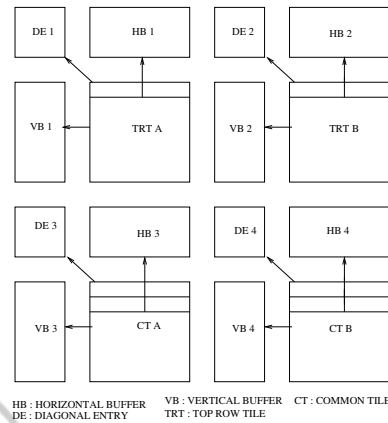 DE 1 HB 1 DE 2 HB 2
VB 1 TRT A VB 2 TRT B
DE 3 HB 3 DE 4 HB 4
VB 3 CT A VB 4 CT B
HB : HORIZONTAL BUFFER VB : VERTICAL BUFFER CT : COMMON TILE
DE : DIAGONAL ENTRY TRT : TOP ROW TILE